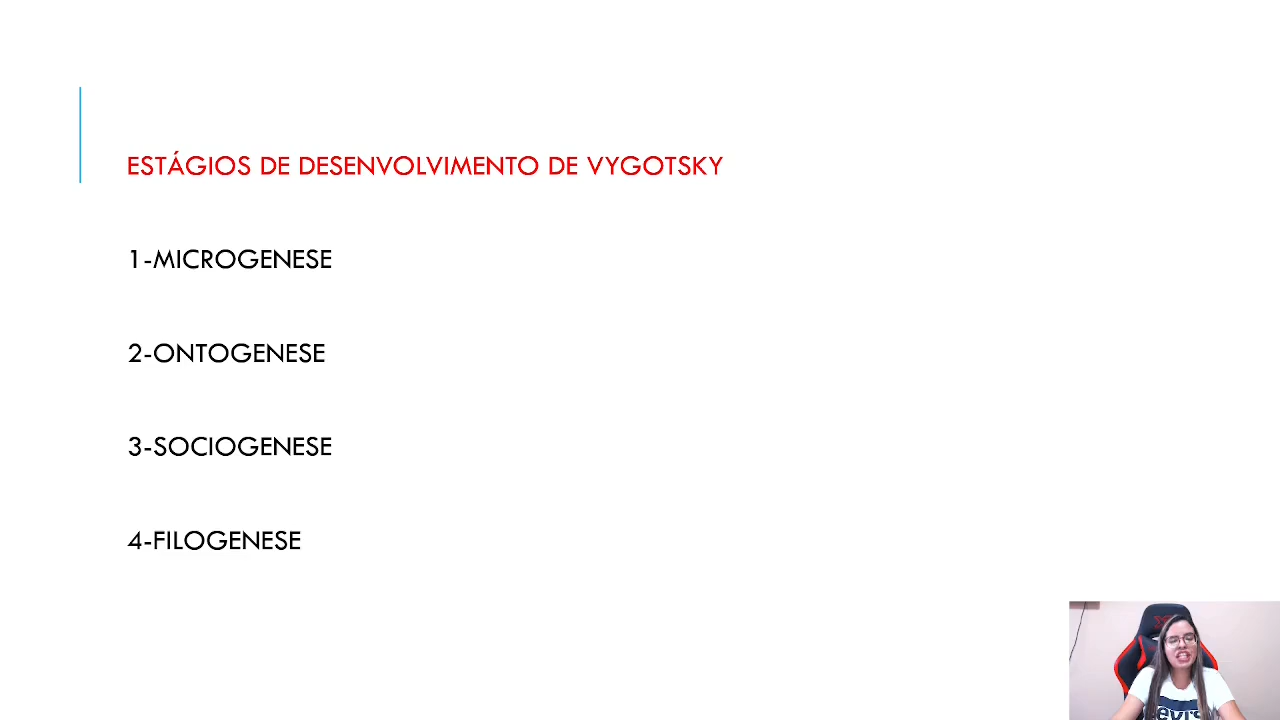 ESTÁGIOS DE DESENVOLVIMENTO DE VYGOTSKY
1-MICROGENESE
2-ONTOGENESE
3-SOCIOGENESE
4-FILOGENESE